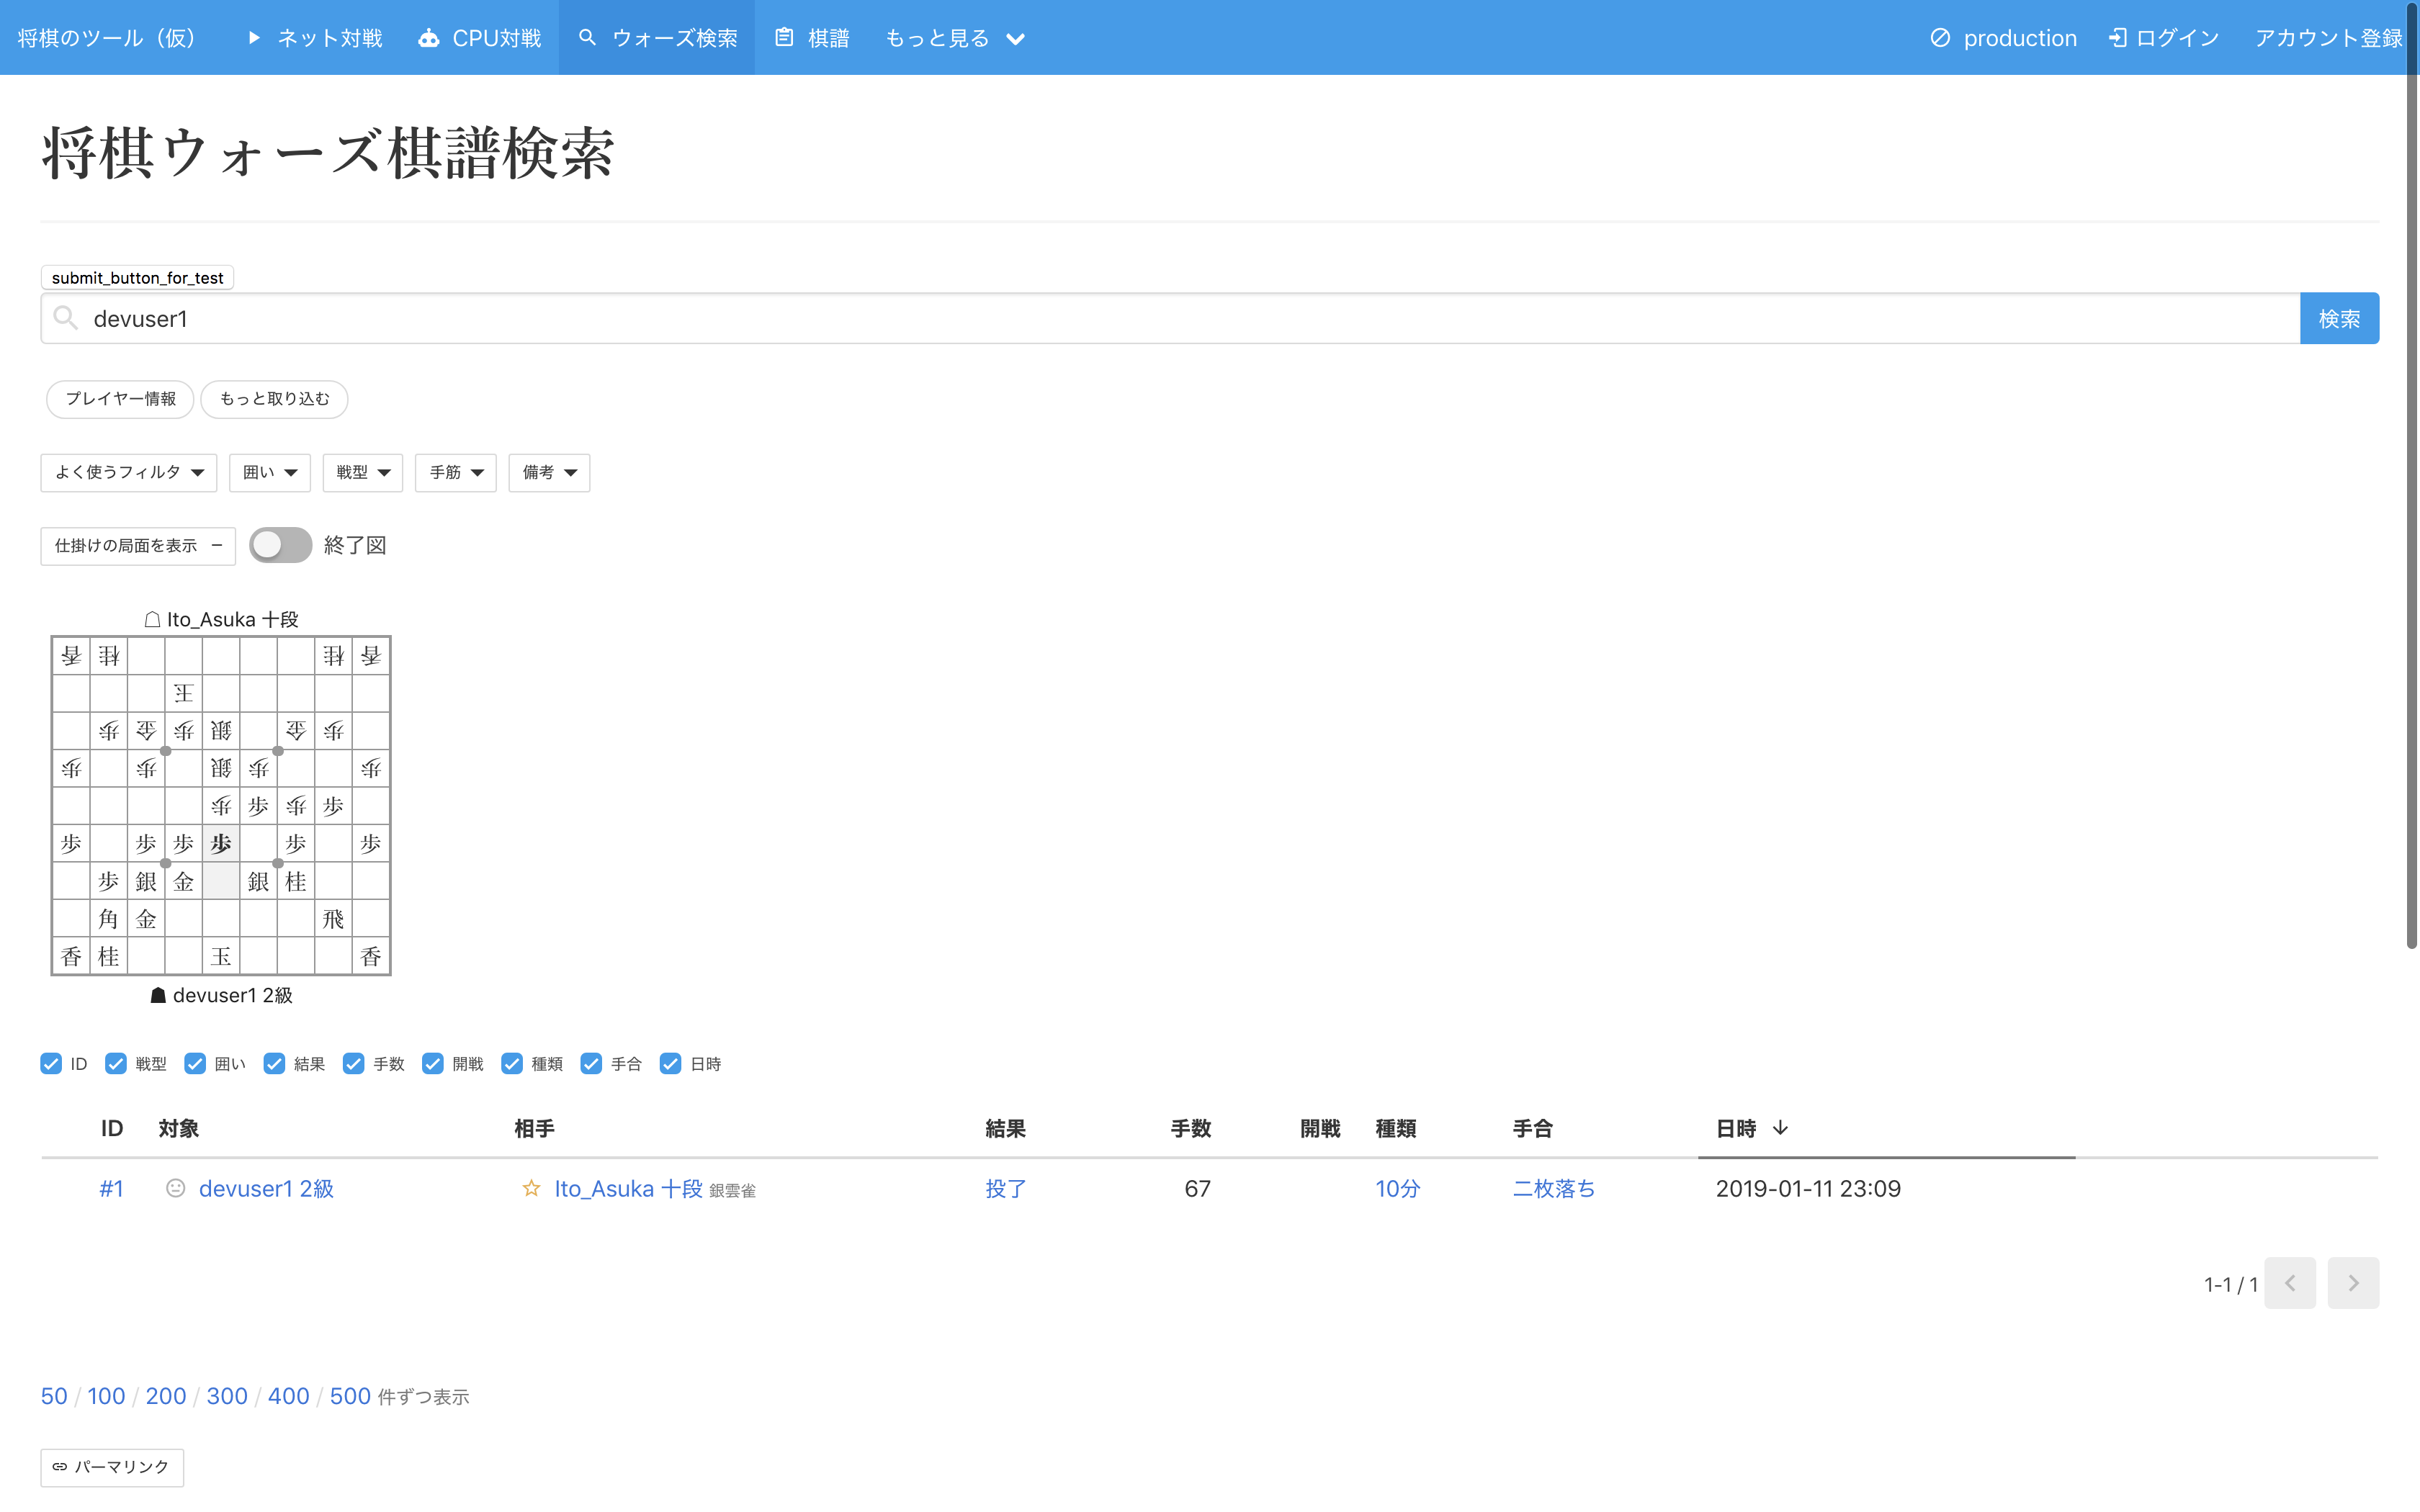 将棋のツール（仮） ネット対戦 CPU対戦 ウォーズ検索 棋譜 もっと見る production ログイン アカウント登録
将棋ウォーズ棋譜検索
submit_button_for_test
devuser1 検索
プレイヤー情報 もっと取り込む
よく使うフィルタ 囲い 戦型 手筋 備考
仕掛けの局面を表示 − 終了図
☖ Ito_Asuka 十段
香 桂 桂 香
王
歩 金 歩 銀 金 歩
歩 歩 銀 歩 歩
歩 歩 歩 歩
歩 歩 歩 歩 歩 歩
歩 銀 金 銀 桂
角 金 飛
香 桂 玉 香
☗ devuser1 2級
ID 戦型 囲い 結果 手数 開戦 種類 手合 日時
ID 対象 相手 結果 手数 開戦 種類 手合 日時 ↓
#1 devuser1 2級 ☆ Ito_Asuka 十段 銀雲雀 投了 67 10分 二枚落ち 2019-01-11 23:09
1-1 / 1
50 / 100 / 200 / 300 / 400 / 500 件ずつ表示
パーマリンク